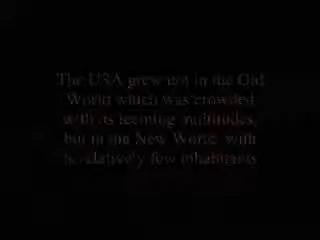 The USA grew not in the Old
World which was crowded
with its teeming multitudes,
but in the New World with
its relatively few inhabitants